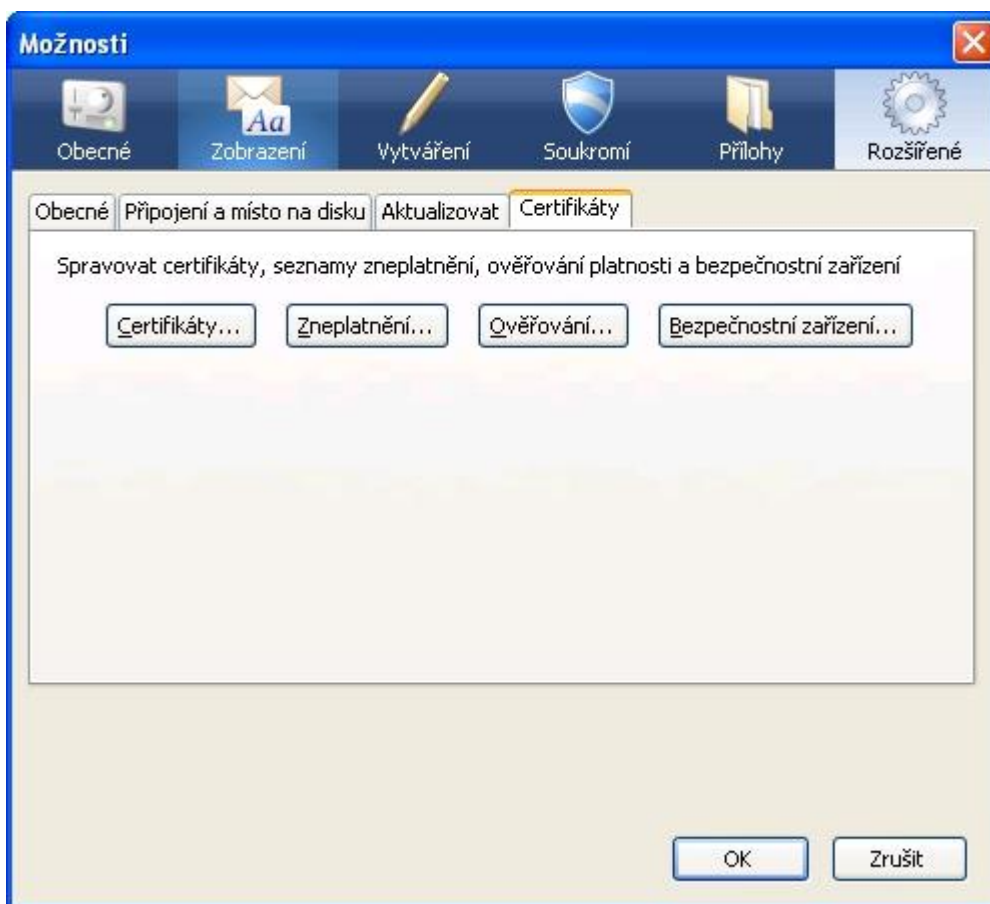 Možnosti
Aa
Obecné Zobrazení Vytváření Soukromí Přílohy Rozšířené
Obecné Připojení a místo na disku Aktualizovat Certifikáty
Spravovat certifikáty, seznamy zneplatnění, ověřování platnosti a bezpečnostní zařízení
Certifikáty... Zneplatnění... Ověřování... Bezpečnostní zařízení...
OK Zrušit